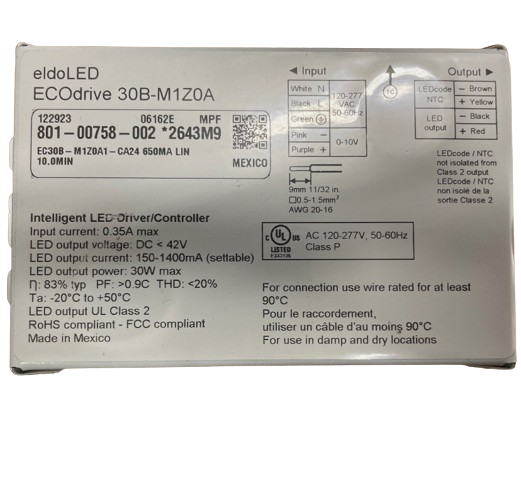 eldoLED
ECOdrive 30B-M1Z0A
122923 06162E MPF
801-00758-002 *2643M9
EC30B-M1Z0A1-CA24 650MA LIN
10.0MIN
MEXICO
◄ Input
White N
Black L
Green
120-277
VAC
50-60Hz
Pink −
Purple +
0-10V
9mm 11/32 in.
0.5-1.5mm²
AWG 20-16
tc
Output ►
LEDcode
NTC
− Brown
+ Yellow
LED
output
− Black
+ Red
LEDcode / NTC
not isolated from
Class 2 output
LEDcode / NTC
non isolé de la
sortie Classe 2
Intelligent LED Driver/Controller
Input current: 0.35A max
LED output voltage: DC < 42V
LED output current: 150-1400mA (settable)
LED output power: 30W max
η: 83% typ PF: >0.9C THD: <20%
Ta: -20°C to +50°C
LED output UL Class 2
RoHS compliant - FCC compliant
Made in Mexico
c UL us
LISTED
AC 120-277V, 50-60Hz
Class P
For connection use wire rated for at least
90°C
Pour le raccordement,
utiliser un câble d'au moins 90°C
For use in damp and dry locations